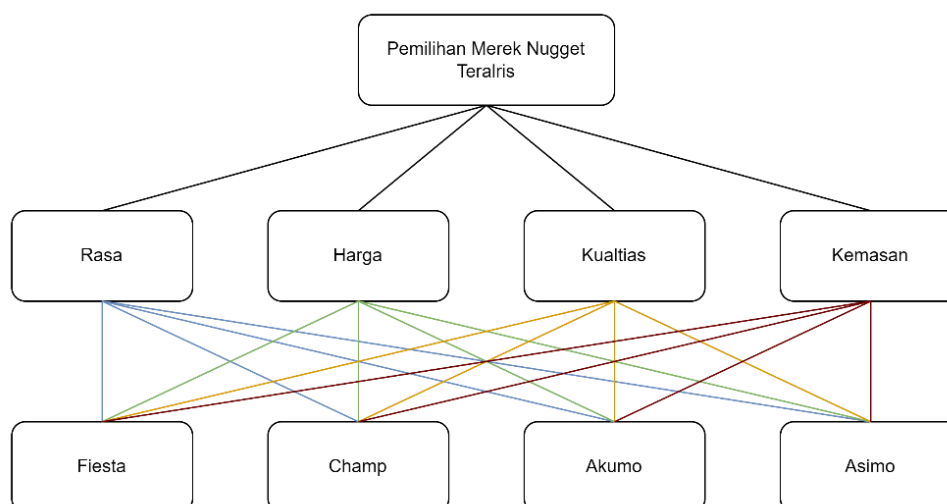 Pemilihan Merek Nugget
Teralris
Rasa
Harga
Kualtias
Kemasan
Fiesta
Champ
Akumo
Asimo